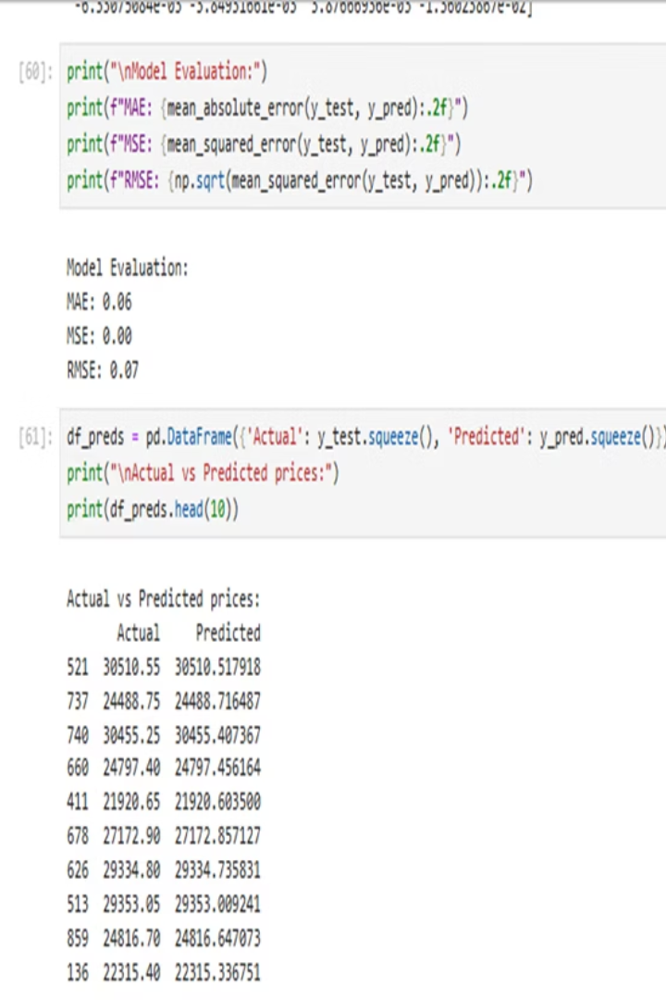 [60]: print("\nModel Evaluation:")
print(f"MAE: {mean_absolute_error(y_test, y_pred):.2f}")
print(f"MSE: {mean_squared_error(y_test, y_pred):.2f}")
print(f"RMSE: {np.sqrt(mean_squared_error(y_test, y_pred)):.2f}")
Model Evaluation:
MAE: 0.06
MSE: 0.00
RMSE: 0.07
[61]: df_preds = pd.DataFrame({'Actual': y_test.squeeze(), 'Predicted': y_pred.squeeze()})
print("\nActual vs Predicted prices:")
print(df_preds.head(10))
Actual vs Predicted prices:
Actual Predicted
521 30510.55 30510.517918
737 24488.75 24488.716487
740 30455.25 30455.407367
660 24797.40 24797.456164
411 21920.65 21920.603500
678 27172.90 27172.857127
626 29334.80 29334.735831
513 29353.05 29353.009241
859 24816.70 24816.647073
136 22315.40 22315.336751